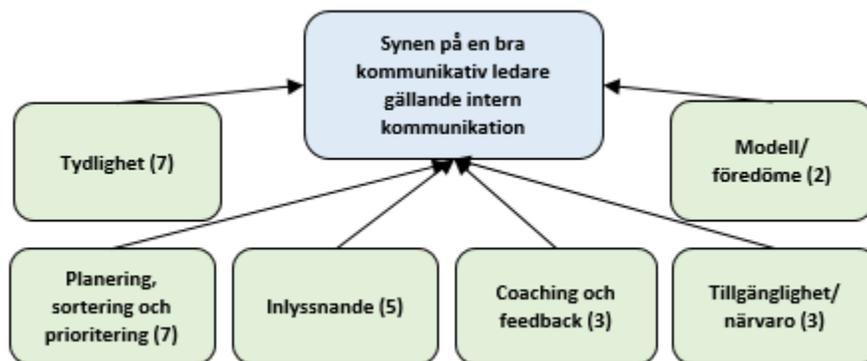 Synen på en bra
kommunikativ ledare
gällande intern
kommunikation
Tydlighet (7)
Modell/
föredöme (2)
Planering,
sortering och
prioritering (7)
Inlyssnande (5)
Coaching och
feedback (3)
Tillgänglighet/
närvaro (3)